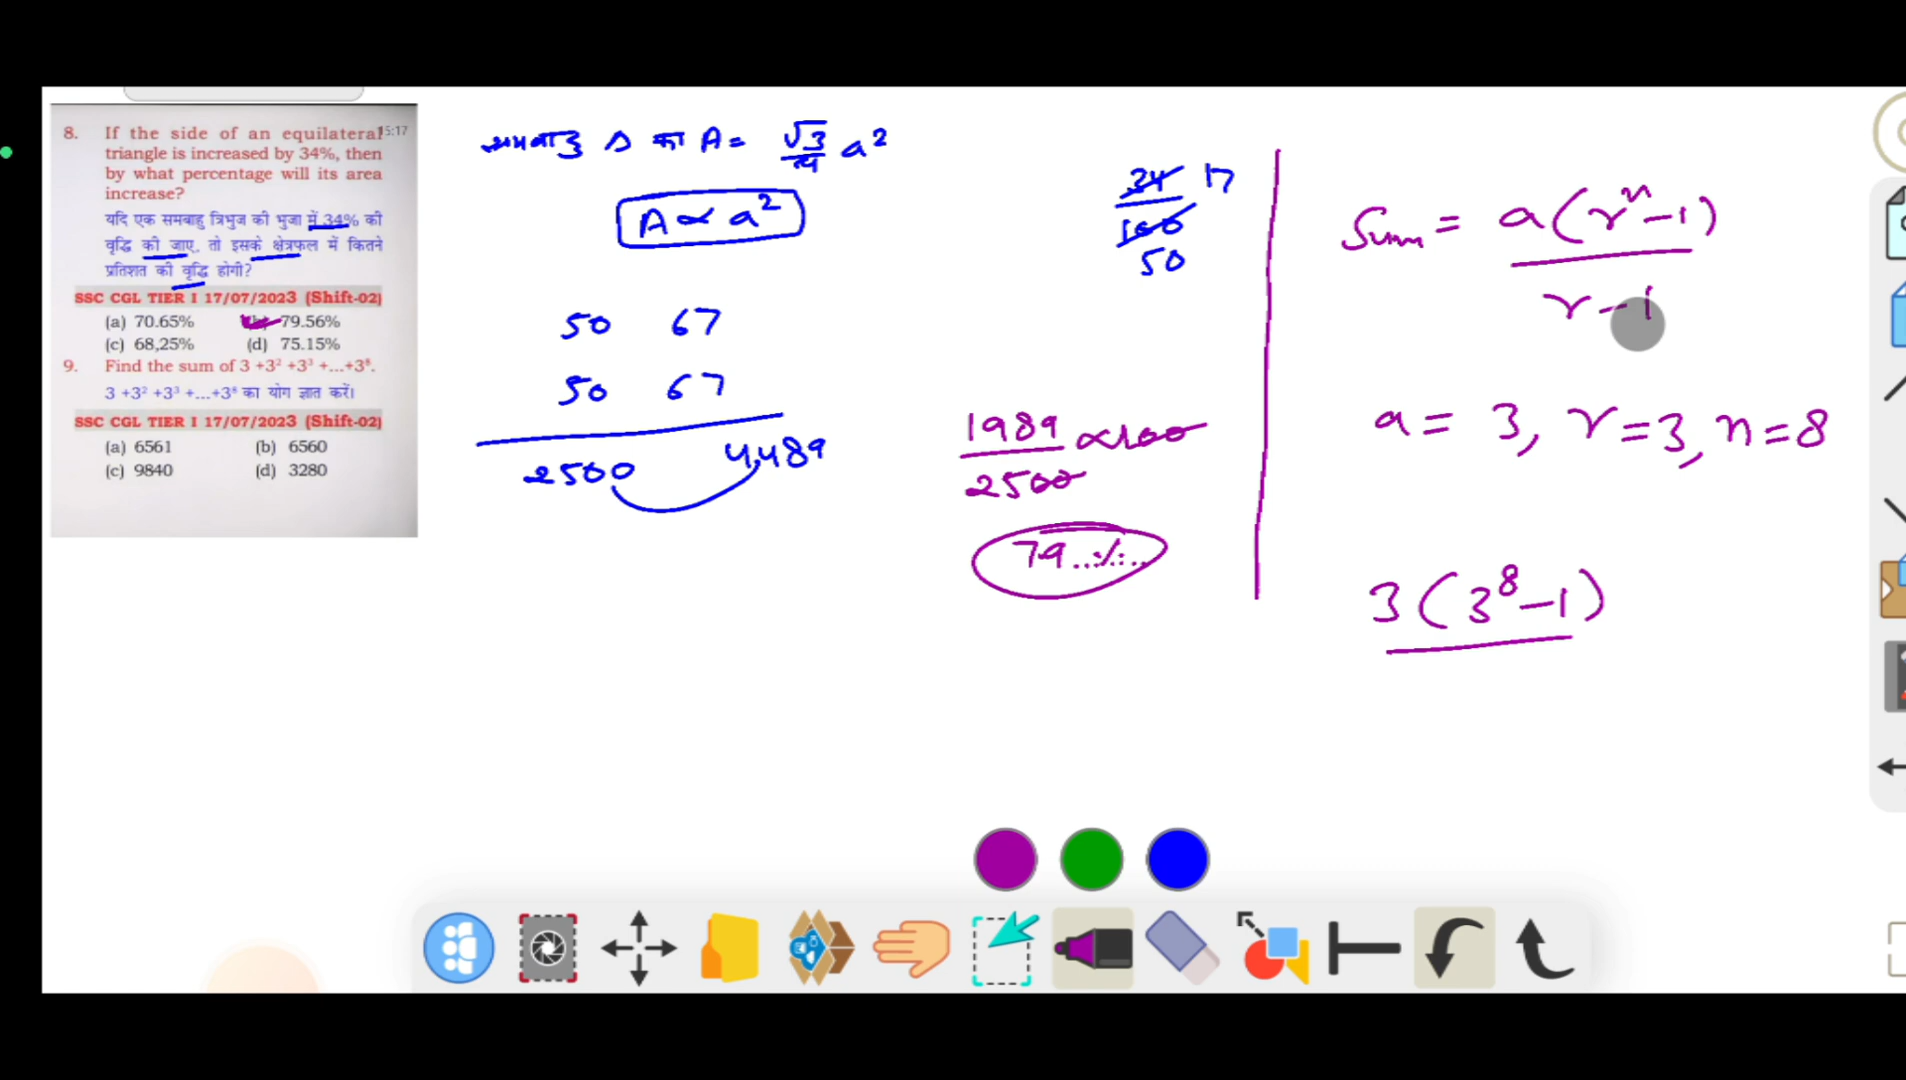 15:17
8. If the side of an equilateral
triangle is increased by 34%, then
by what percentage will its area
increase?
यदि एक समबाहु त्रिभुज की भुजा में 34% की
वृद्धि की जाए, तो इसके क्षेत्रफल में कितने
प्रतिशत की वृद्धि होगी?
SSC CGL TIER I 17/07/2023 (Shift-02)
(a) 70.65% 79.56%
(c) 68,25% (d) 75.15%
9. Find the sum of 3 +3² +3³ +...+3⁸.
3 +3² +3³ +...+3⁸ का योग ज्ञात करें।
SSC CGL TIER I 17/07/2023 (Shift-02)
(a) 6561 (b) 6560
(c) 9840 (d) 3280
Δ का A = √3/4 a²
A ∝ a²
50 67
50 67
2500 4,489
34 17
100
50
1989 ×100
2500
79...%...
Sum = a(rⁿ-1)
r-1
a = 3, r=3, n=8
3(3⁸-1)